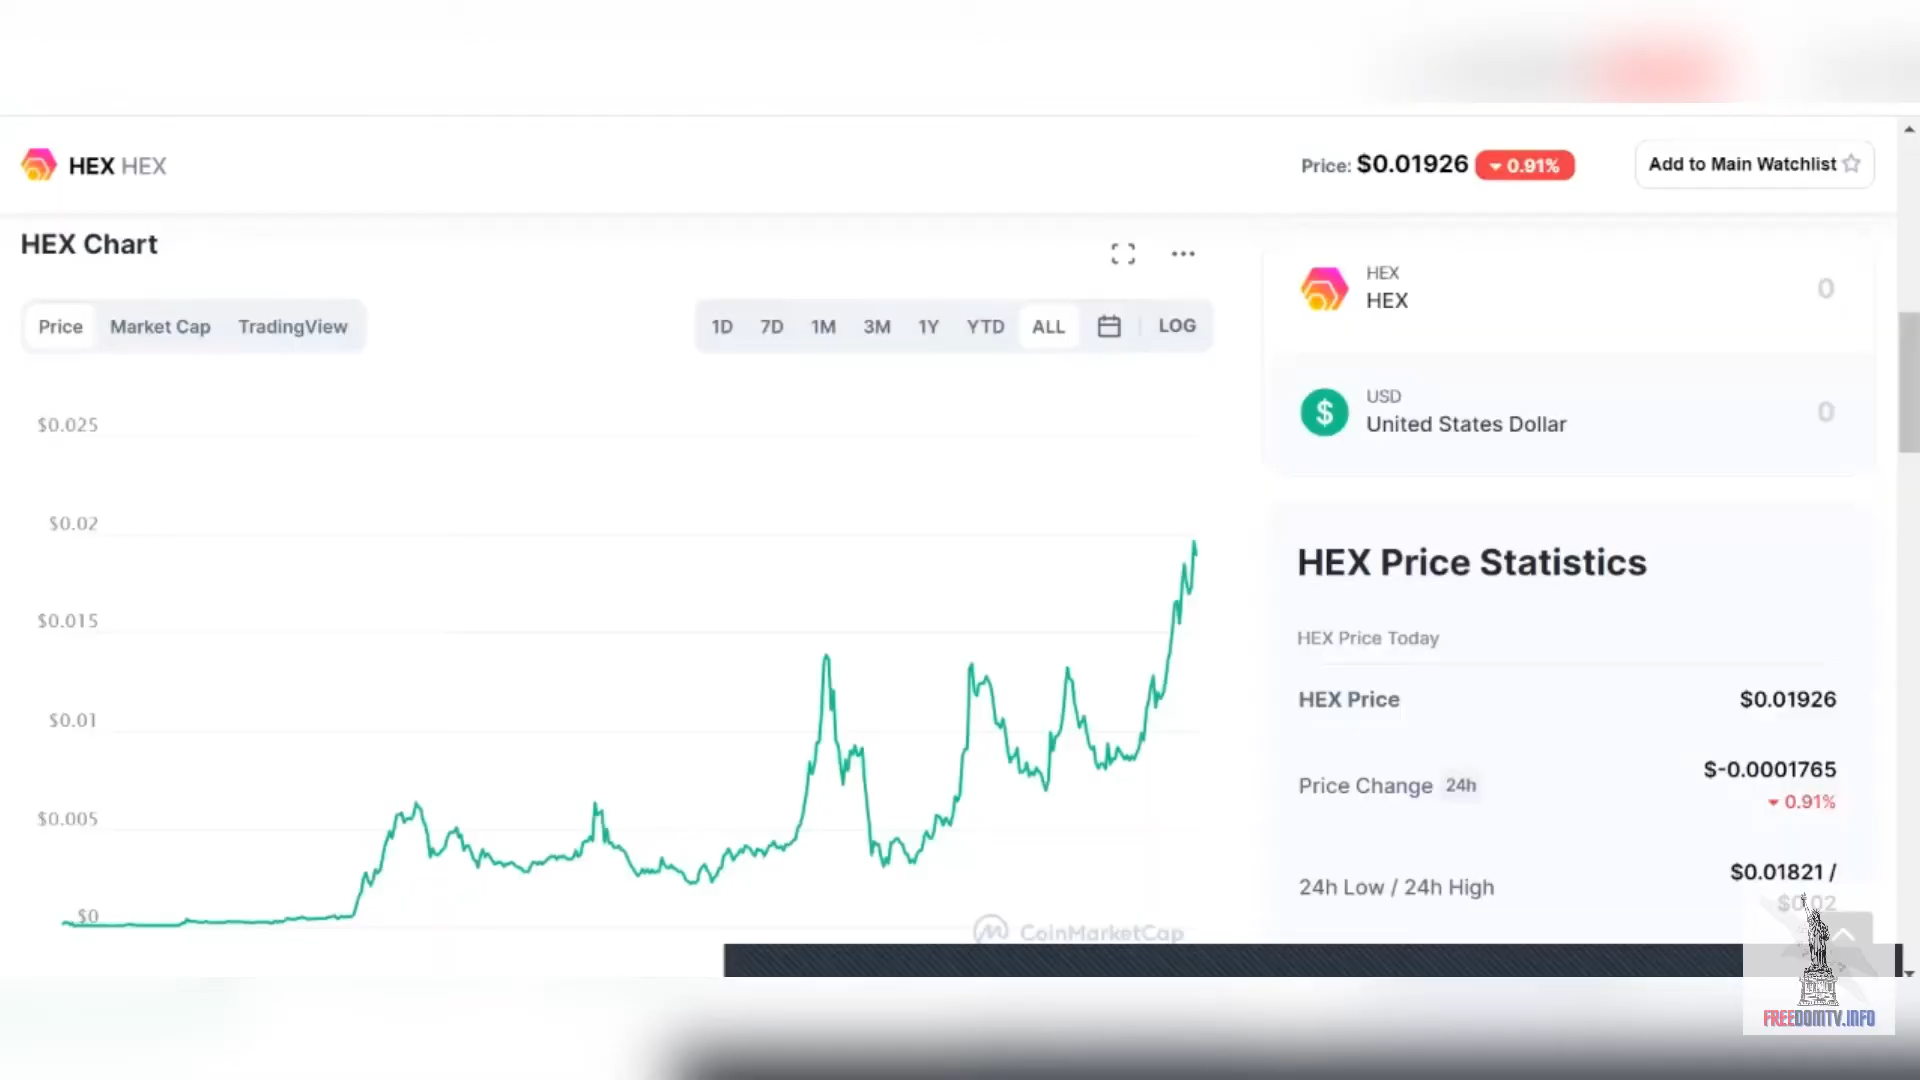 HEX HEX
Price: $0.01926 0.91%
Add to Main Watchlist
HEX Chart
Price Market Cap TradingView
1D 7D 1M 3M 1Y YTD ALL LOG
$0.025
$0.02
$0.015
$0.01
$0.005
$0
CoinMarketCap
HEX
HEX
0
USD
United States Dollar
0
HEX Price Statistics
HEX Price Today
HEX Price
$0.01926
Price Change 24h
$-0.0001765
0.91%
24h Low / 24h High
$0.01821 /
$0.02
FREEDOMTV.INFO